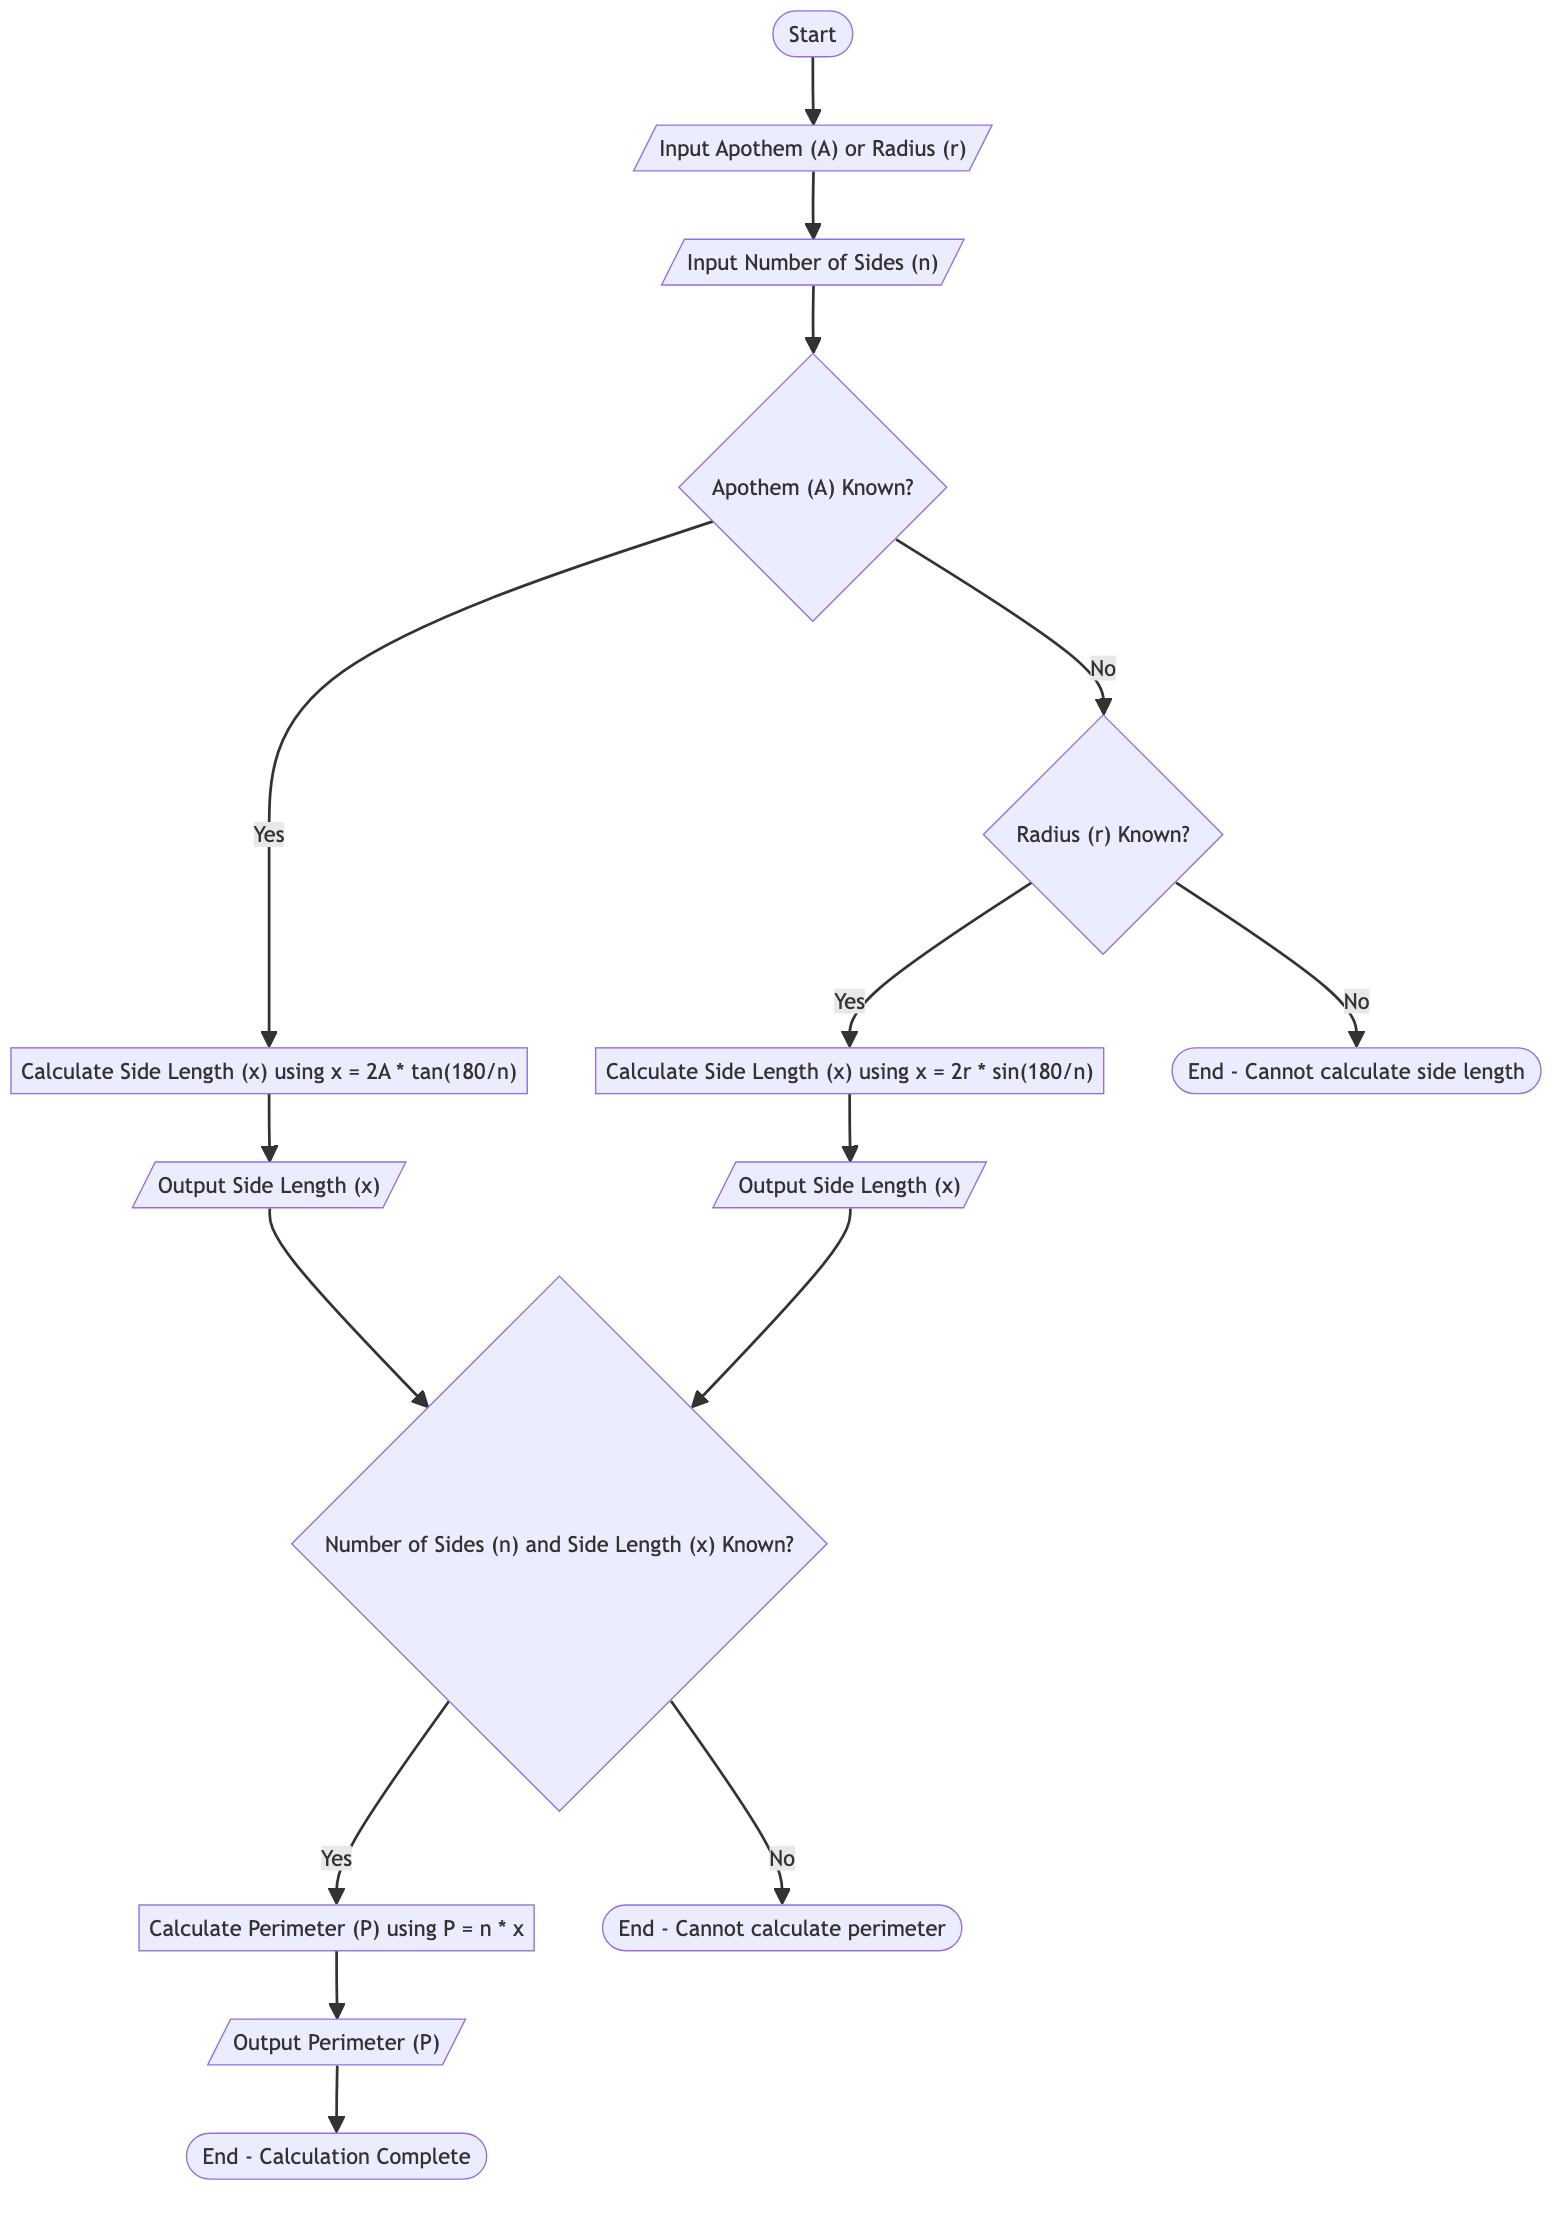 Start
Input Apothem (A) or Radius (r)
Input Number of Sides (n)
Apothem (A) Known?
No
Yes
Radius (r) Known?
Yes
No
Calculate Side Length (x) using x = 2A * tan(180/n)
Calculate Side Length (x) using x = 2r * sin(180/n)
End - Cannot calculate side length
Output Side Length (x)
Output Side Length (x)
Number of Sides (n) and Side Length (x) Known?
Yes
No
Calculate Perimeter (P) using P = n * x
End - Cannot calculate perimeter
Output Perimeter (P)
End - Calculation Complete